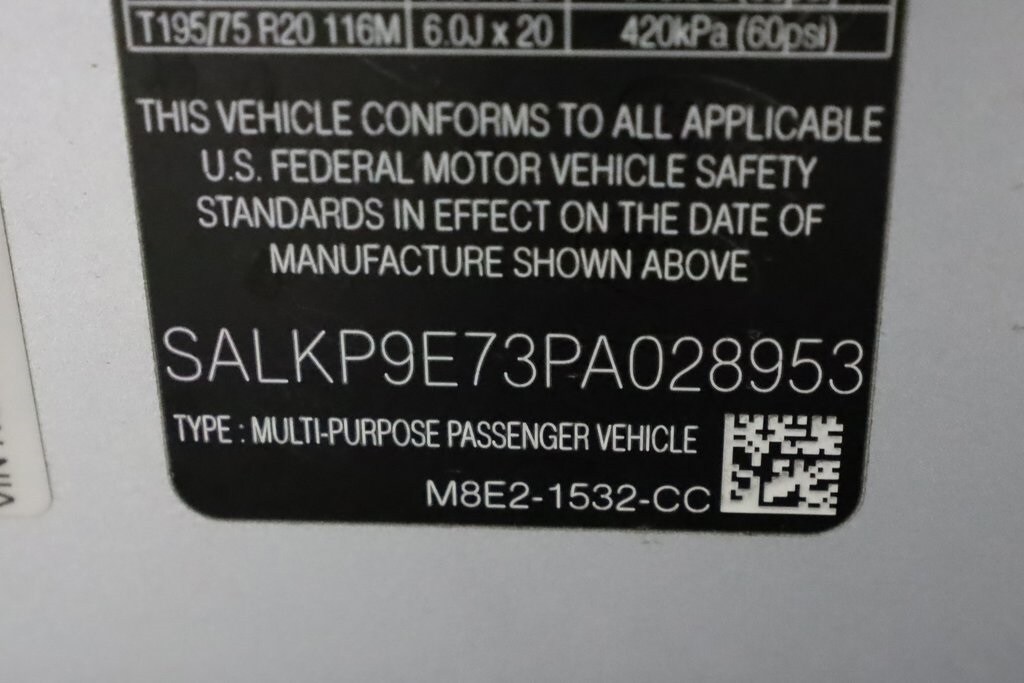 T195/75 R20 116M 6.0J x 20 420kPa (60psi)
THIS VEHICLE CONFORMS TO ALL APPLICABLE
U.S. FEDERAL MOTOR VEHICLE SAFETY
STANDARDS IN EFFECT ON THE DATE OF
MANUFACTURE SHOWN ABOVE
SALKP9E73PA028953
TYPE : MULTI-PURPOSE PASSENGER VEHICLE
M8E2-1532-CC